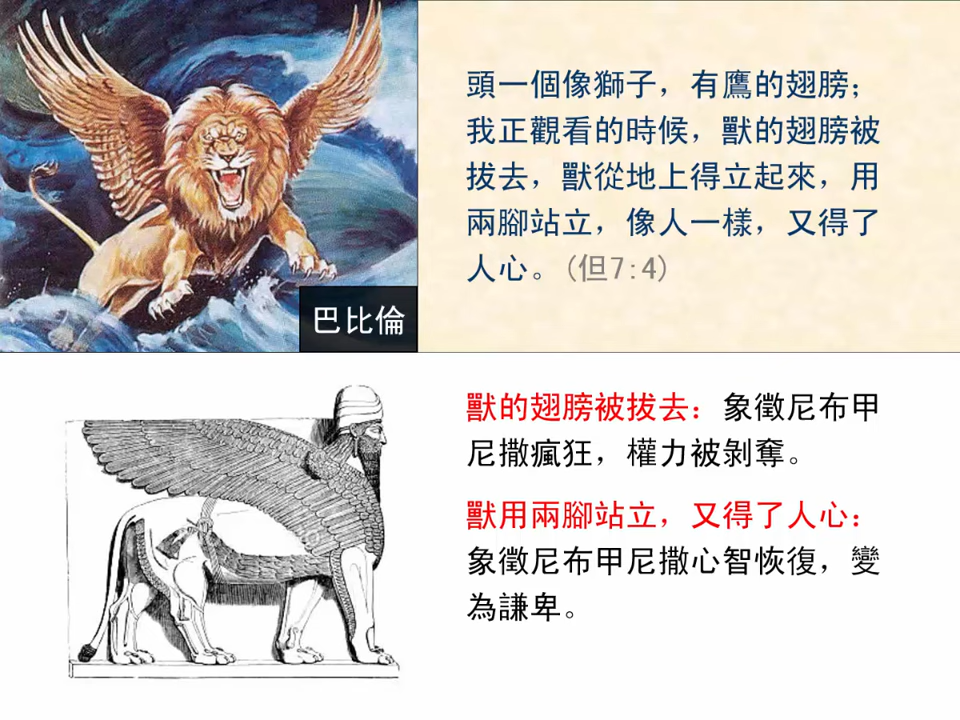 頭一個像獅子，有鷹的翅膀；
我正觀看的時候，獸的翅膀被
拔去，獸從地上得立起來，用
兩腳站立，像人一樣，又得了
人心。(但7:4)
巴比倫
獸的翅膀被拔去：象徵尼布甲
尼撒瘋狂，權力被剝奪。
獸用兩腳站立，又得了人心：
象徵尼布甲尼撒心智恢復，變
為謙卑。